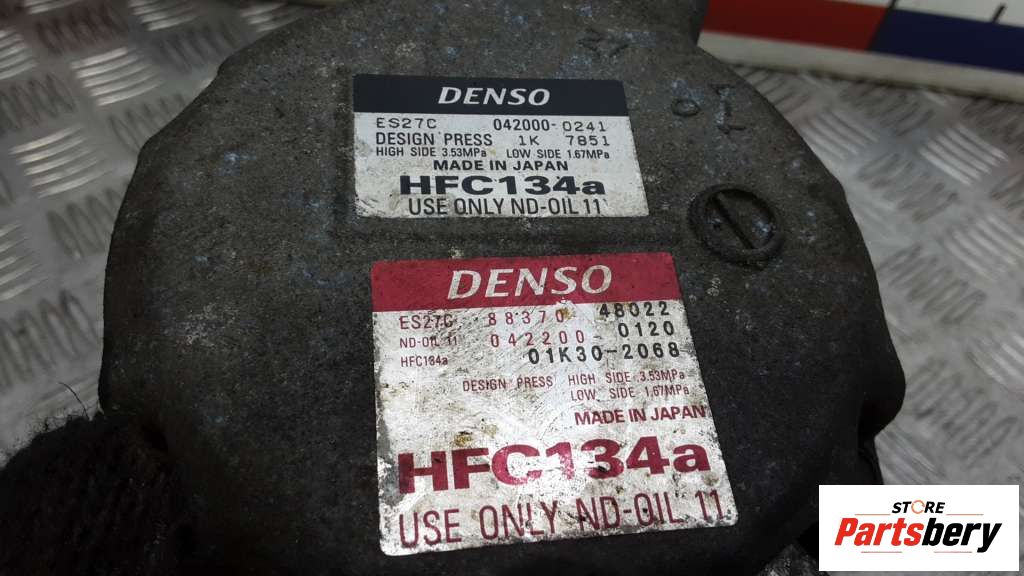 DENSO
ES27C 042000-0241
DESIGN PRESS 1K 7851
HIGH SIDE 3.53MPa LOW SIDE 1.67MPa
MADE IN JAPAN
HFC134a
USE ONLY ND-OIL 11
DENSO
ES27C 88370 48022
ND-OIL 11 042200- 0120
HFC134a 01K30-2068
DESIGN PRESS HIGH SIDE 3.53MPa
LOW SIDE 1.67MPa
MADE IN JAPAN
HFC134a
USE ONLY ND-OIL 11
STORE
Partsbery